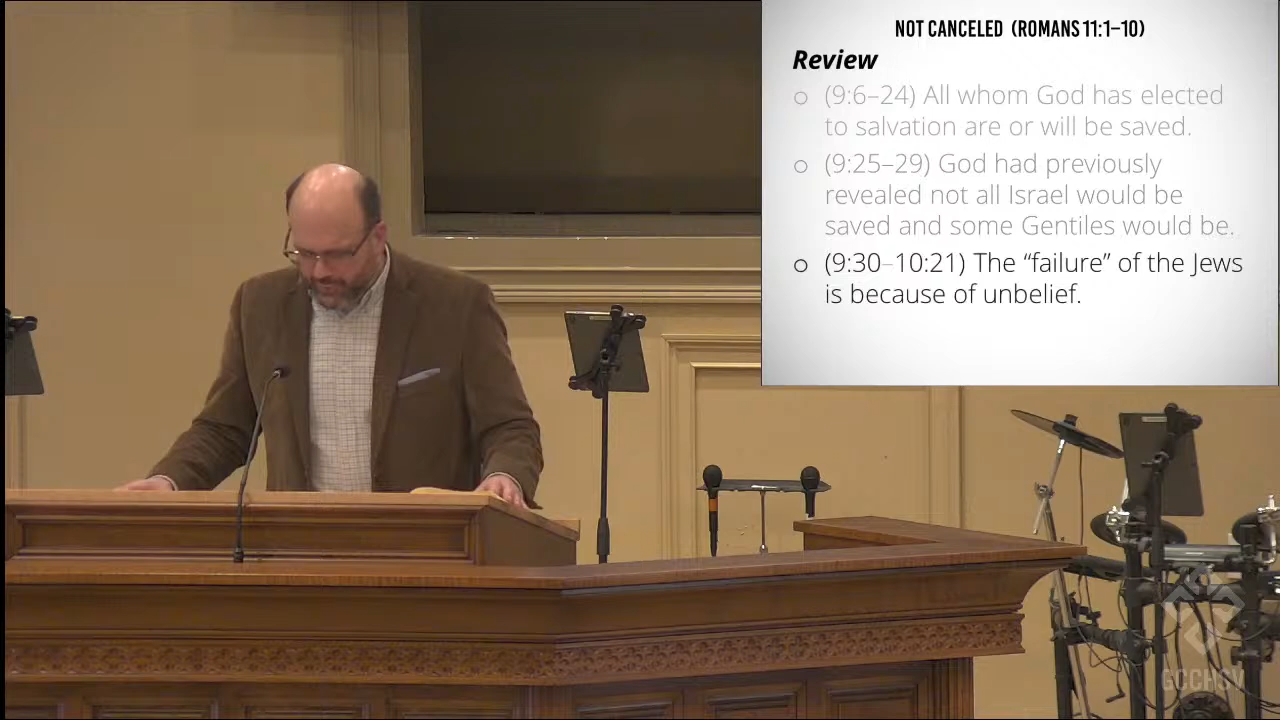 NOT CANCELED (ROMANS 11:1–10)
Review
○ (9:6–24) All whom God has elected
to salvation are or will be saved.
○ (9:25–29) God had previously
revealed not all Israel would be
saved and some Gentiles would be.
○ (9:30–10:21) The “failure” of the Jews
is because of unbelief.
GCCHSV